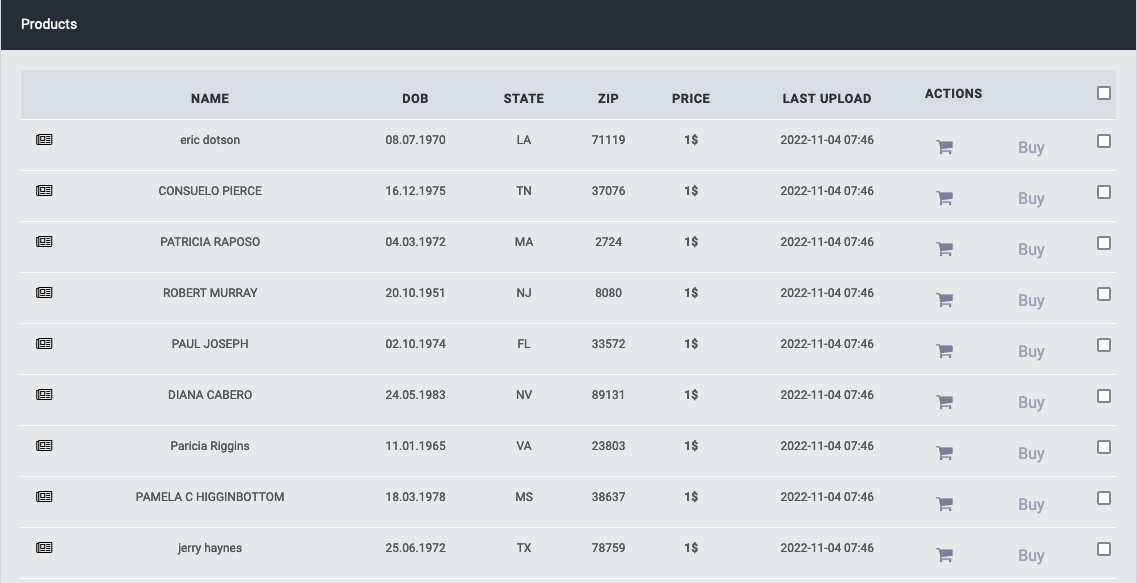 Products
NAME DOB STATE ZIP PRICE LAST UPLOAD ACTIONS
eric dotson 08.07.1970 LA 71119 1$ 2022-11-04 07:46 Buy
CONSUELO PIERCE 16.12.1975 TN 37076 1$ 2022-11-04 07:46 Buy
PATRICIA RAPOSO 04.03.1972 MA 2724 1$ 2022-11-04 07:46 Buy
ROBERT MURRAY 20.10.1951 NJ 8080 1$ 2022-11-04 07:46 Buy
PAUL JOSEPH 02.10.1974 FL 33572 1$ 2022-11-04 07:46 Buy
DIANA CABERO 24.05.1983 NV 89131 1$ 2022-11-04 07:46 Buy
Paricia Riggins 11.01.1965 VA 23803 1$ 2022-11-04 07:46 Buy
PAMELA C HIGGINBOTTOM 18.03.1978 MS 38637 1$ 2022-11-04 07:46 Buy
jerry haynes 25.06.1972 TX 78759 1$ 2022-11-04 07:46 Buy